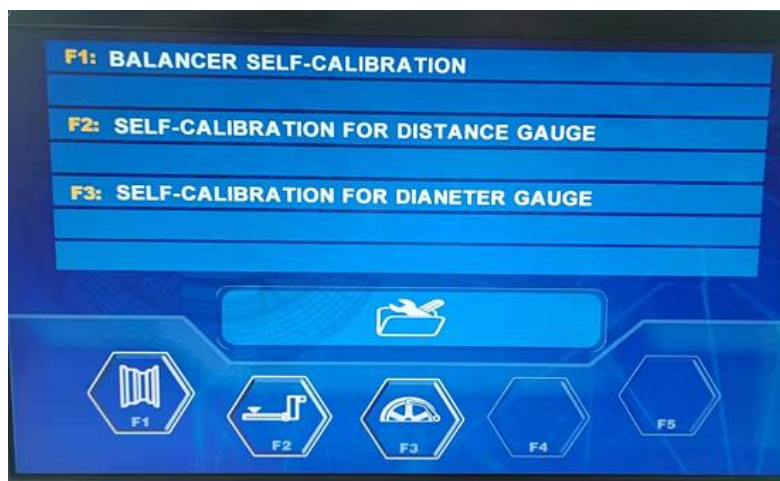 F1: BALANCER SELF-CALIBRATION
F2: SELF-CALIBRATION FOR DISTANCE GAUGE
F3: SELF-CALIBRATION FOR DIANETER GAUGE
F1
F2
F3
F4
F5